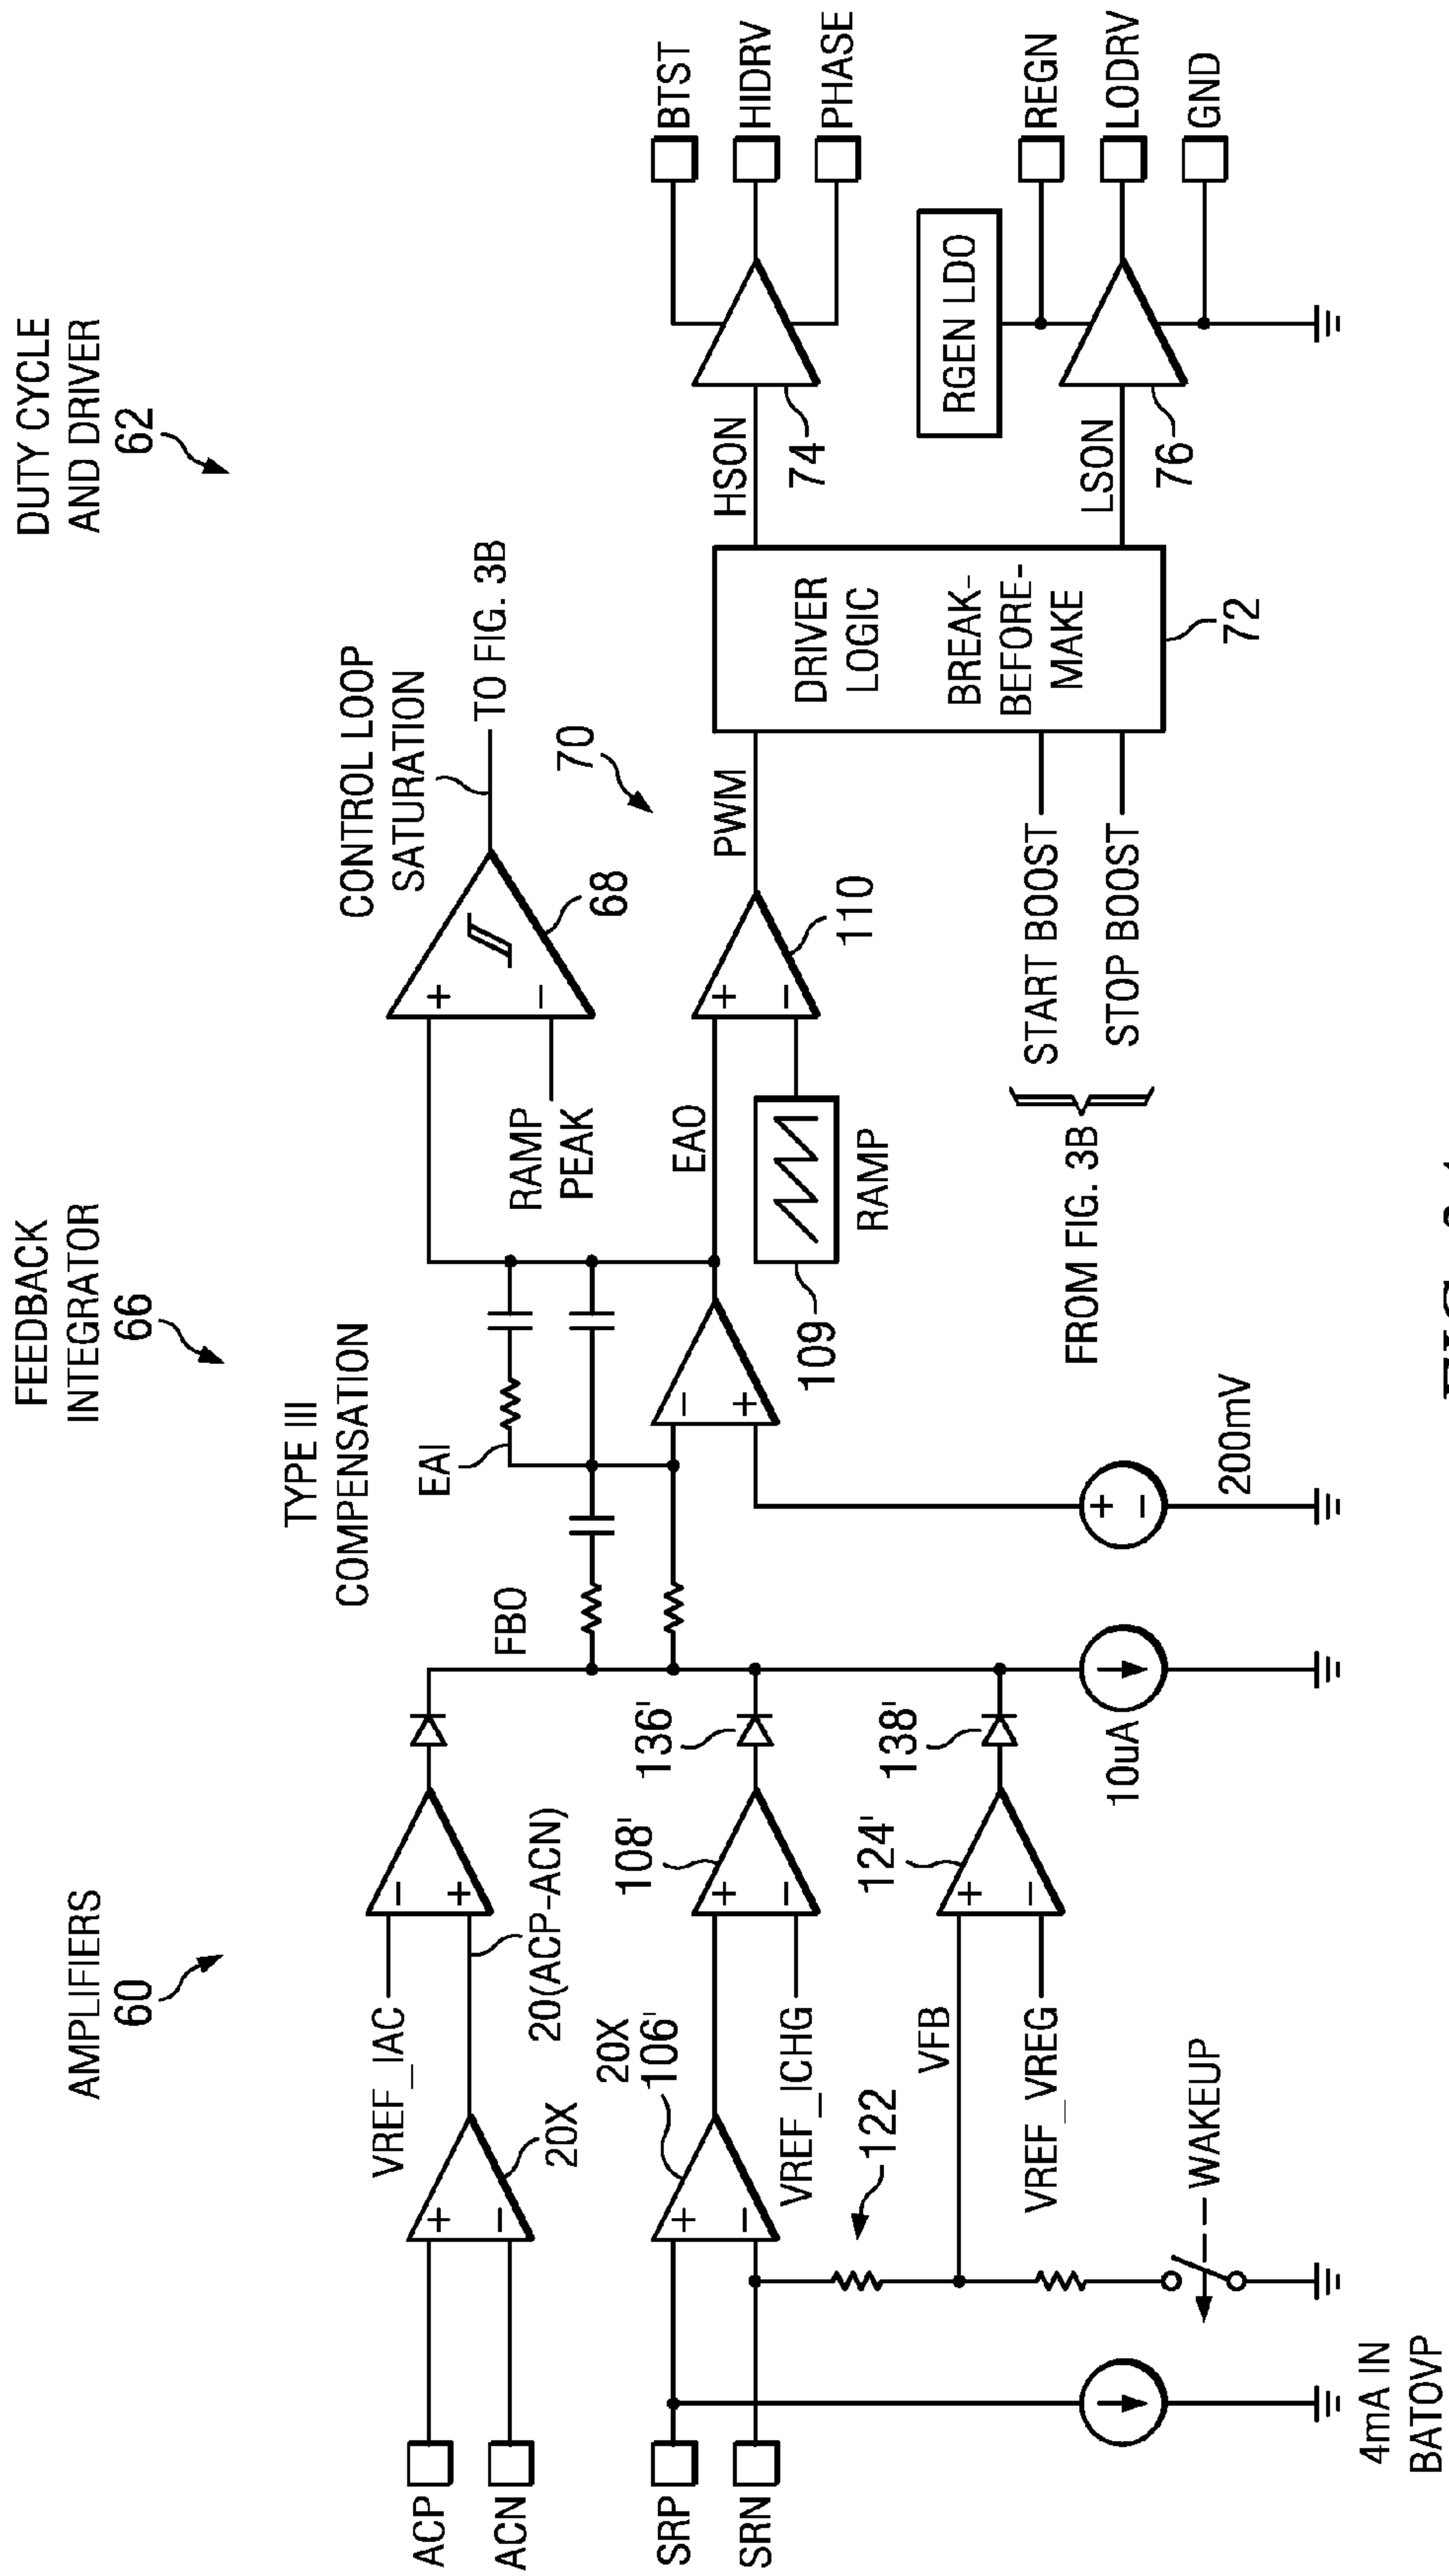 AMPLIFIERS
60
FEEDBACK
INTEGRATOR
66
DUTY CYCLE
AND DRIVER
62
TYPE III
COMPENSATION
CONTROL LOOP
SATURATION
TO FIG. 3B
ACP
ACN
+
−
20X
VREF_IAC
20(ACP-ACN)
−
+
FBO
EAI
+
−
68
RAMP
PEAK
70
SRP
SRN
+
−
20X
106'
VREF_ICHG
+
−
108'
136'
−
+
EAO
109
RAMP
+
−
110
PWM
DRIVER
LOGIC
BREAK-
BEFORE-
MAKE
72
HSON
74
BTST
HIDRV
PHASE
122
VFB
VREF_VREG
+
−
124'
138'
10uA
+
−
200mV
WAKEUP
4mA IN
BATOVP
FROM FIG. 3B
START BOOST
STOP BOOST
LSON
76
RGEN LDO
REGN
LODRV
GND